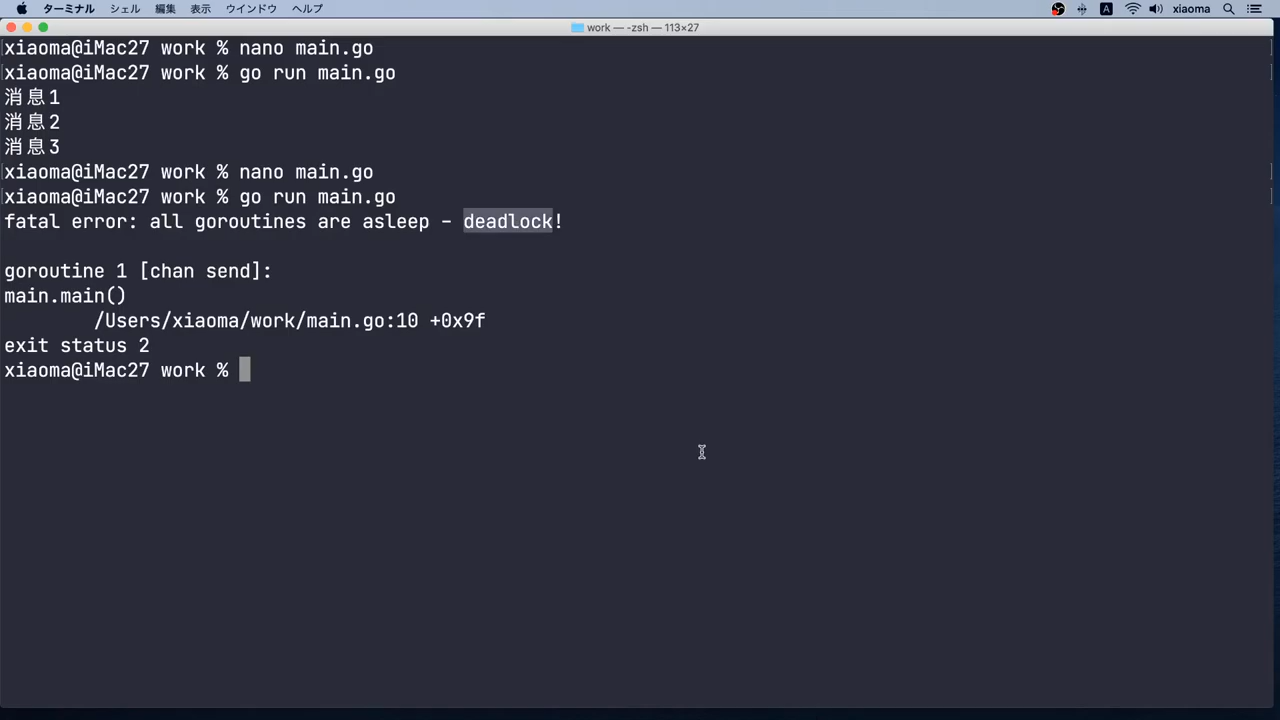 ターミナル シェル 編集 表示 ウインドウ ヘルプ A xiaoma
work — -zsh — 113×27
xiaoma@iMac27 work % nano main.go
xiaoma@iMac27 work % go run main.go
消息1
消息2
消息3
xiaoma@iMac27 work % nano main.go
xiaoma@iMac27 work % go run main.go
fatal error: all goroutines are asleep - deadlock!
goroutine 1 [chan send]:
main.main()
/Users/xiaoma/work/main.go:10 +0x9f
exit status 2
xiaoma@iMac27 work %